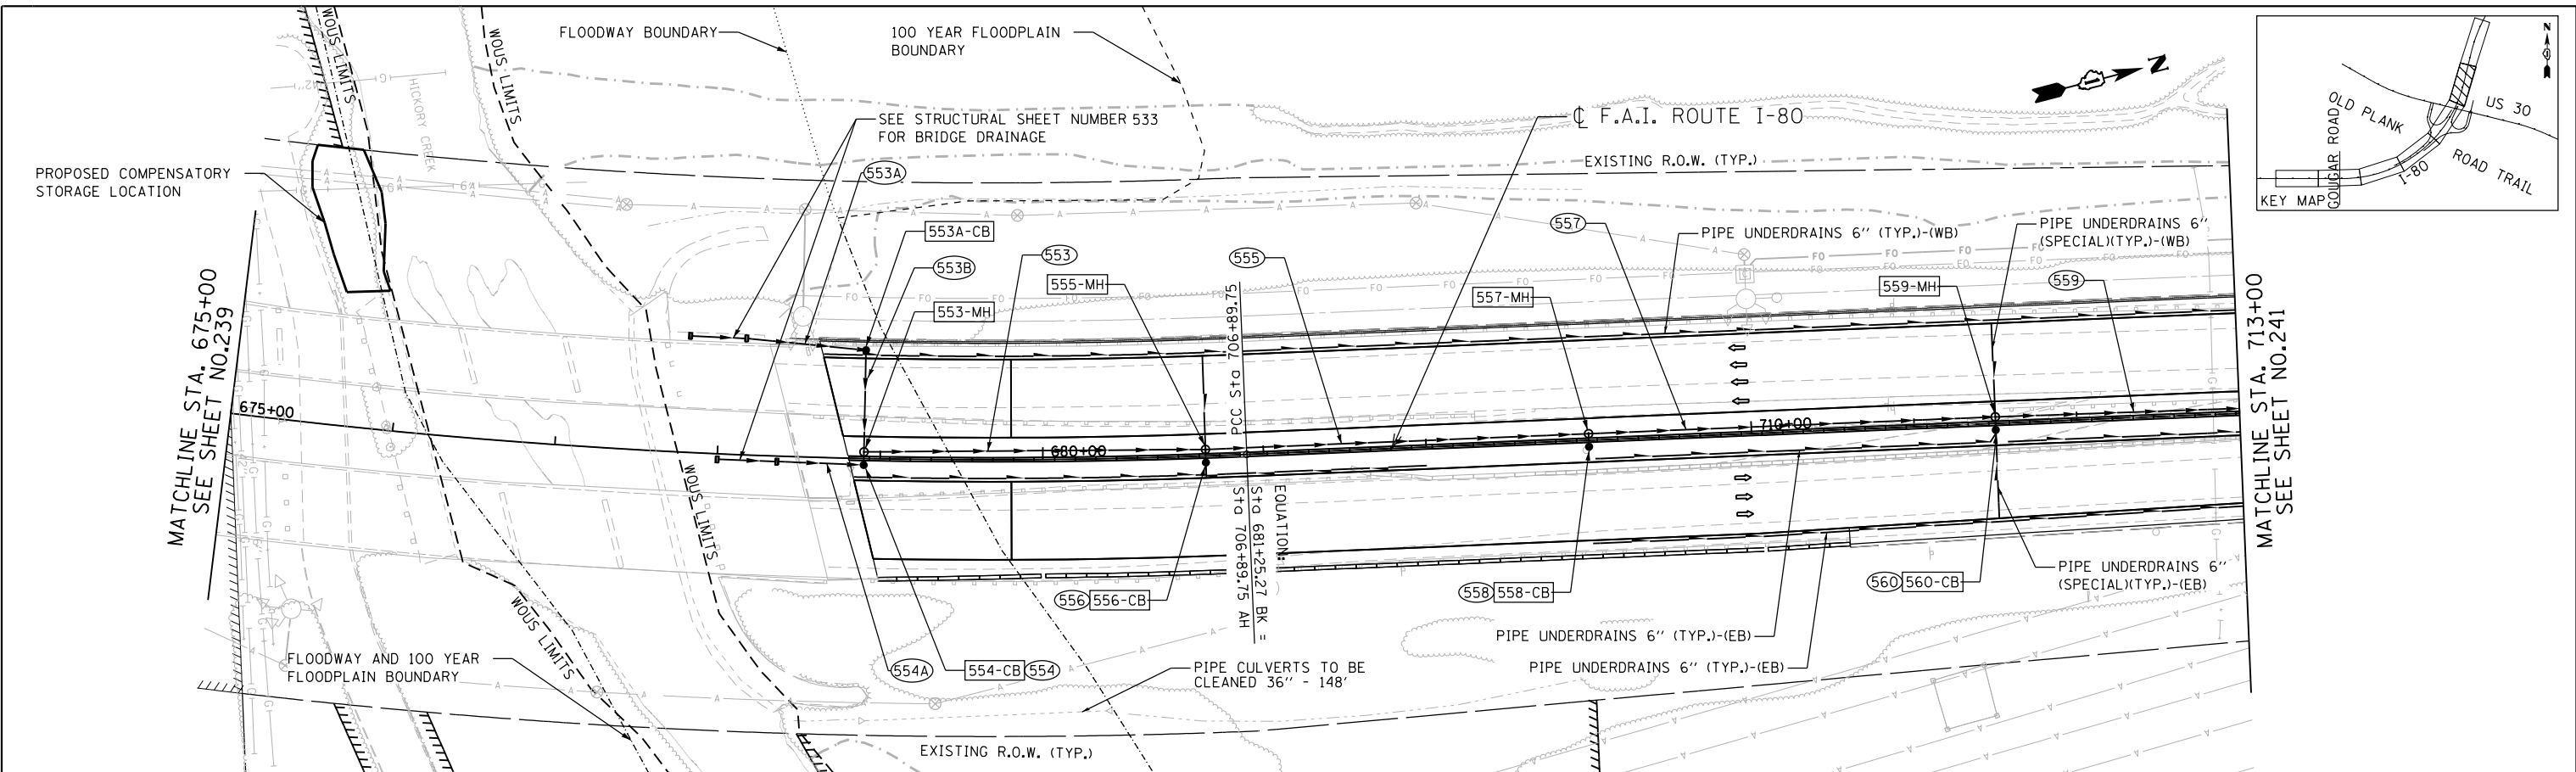 WOUS LIMITS
WOUS LIMITS
FLOODWAY BOUNDARY
100 YEAR FLOODPLAIN
BOUNDARY
N
HICKORY CREEK
SEE STRUCTURAL SHEET NUMBER 533
FOR BRIDGE DRAINAGE
℄ F.A.I. ROUTE I-80
PROPOSED COMPENSATORY
STORAGE LOCATION
553A
EXISTING R.O.W. (TYP.)
KEY MAP
GOUGAR ROAD
OLD PLANK
ROAD TRAIL
US 30
I-80
N
553A-CB
553B
553
555-MH
553-MH
555
557
557-MH
PIPE UNDERDRAINS 6" (TYP.)-(WB)
PIPE UNDERDRAINS 6"
(SPECIAL)(TYP.)-(WB)
559-MH
559
FO FO FO FO FO FO
MATCHLINE STA. 675+00
SEE SHEET NO.239
675+00
680+00
PCC Sta 706+89.75
710+00
MATCHLINE STA. 713+00
SEE SHEET NO.241
EQUATION:
Sta 681+25.27 BK =
Sta 706+89.75 AH
WOUS LIMITS
WOUS LIMITS
556 556-CB
558 558-CB
560 560-CB
PIPE UNDERDRAINS 6"
(SPECIAL)(TYP.)-(EB)
PIPE UNDERDRAINS 6" (TYP.)-(EB)
PIPE UNDERDRAINS 6" (TYP.)-(EB)
FLOODWAY AND 100 YEAR
FLOODPLAIN BOUNDARY
554A
554-CB 554
PIPE CULVERTS TO BE
CLEANED 36" - 148'
EXISTING R.O.W. (TYP.)